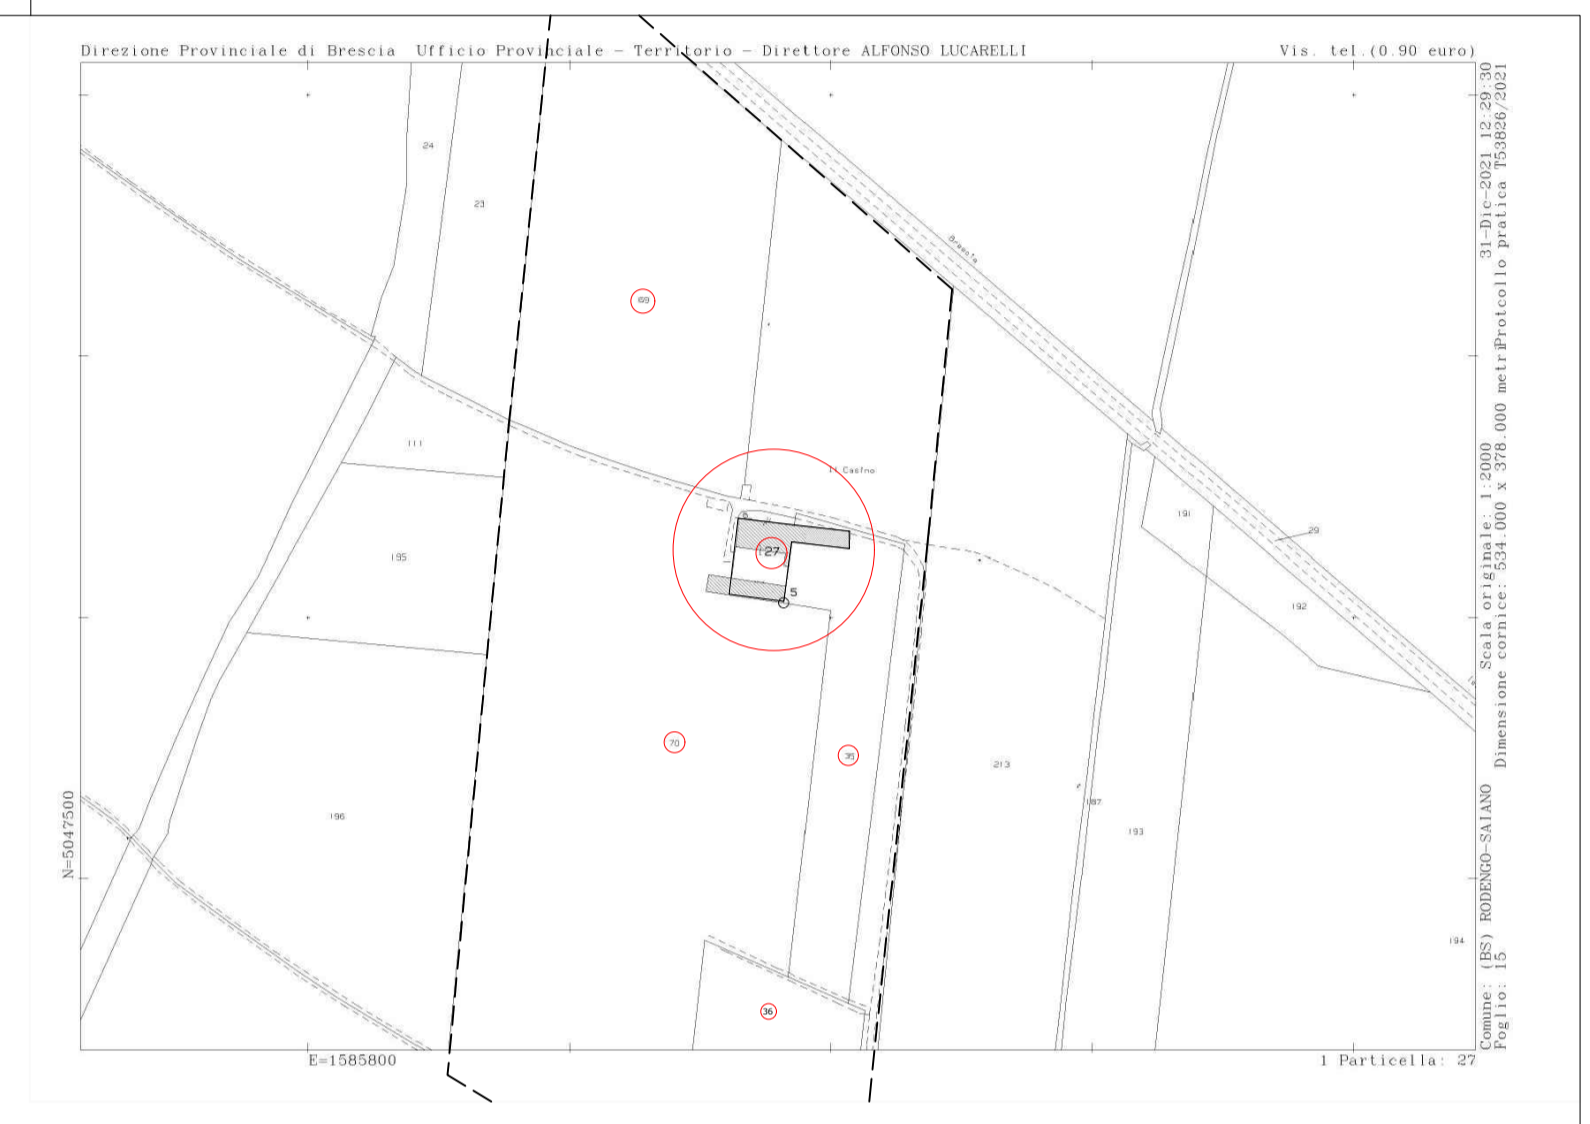 Direzione Provinciale di Brescia Ufficio Provinciale - Territorio - Direttore ALFONSO LUCARELLI
Vis. tel.(0.90 euro)
24
23
69
Brescia
111
Il Casino
195
27
5
191
29
192
70
35
213
187
193
196
194
36
N=5047500
E=1585800
1 Particella: 27
Comune: (BS) RODENGO-SAIANO
Foglio: 15
Scala originale: 1:2000
Dimensione cornice: 534.000 x 378.000 metri
31-Dic-2021 12:29:30
Protocollo pratica T53826/2021